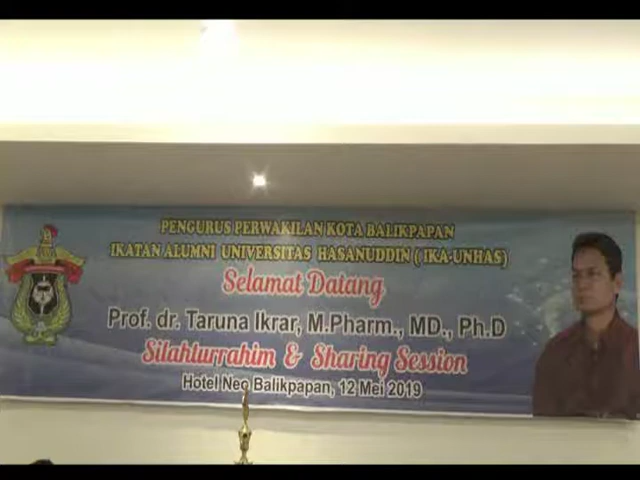 PENGURUS PERWAKILAN KOTA BALIKPAPAN
IKATAN ALUMNI UNIVERSITAS HASANUDDIN ( IKA-UNHAS)
Selamat Datang
Prof. dr. Taruna Ikrar, M.Pharm., MD., Ph.D
Silahturrahim & Sharing Session
Hotel Neo Balikpapan, 12 Mei 2019